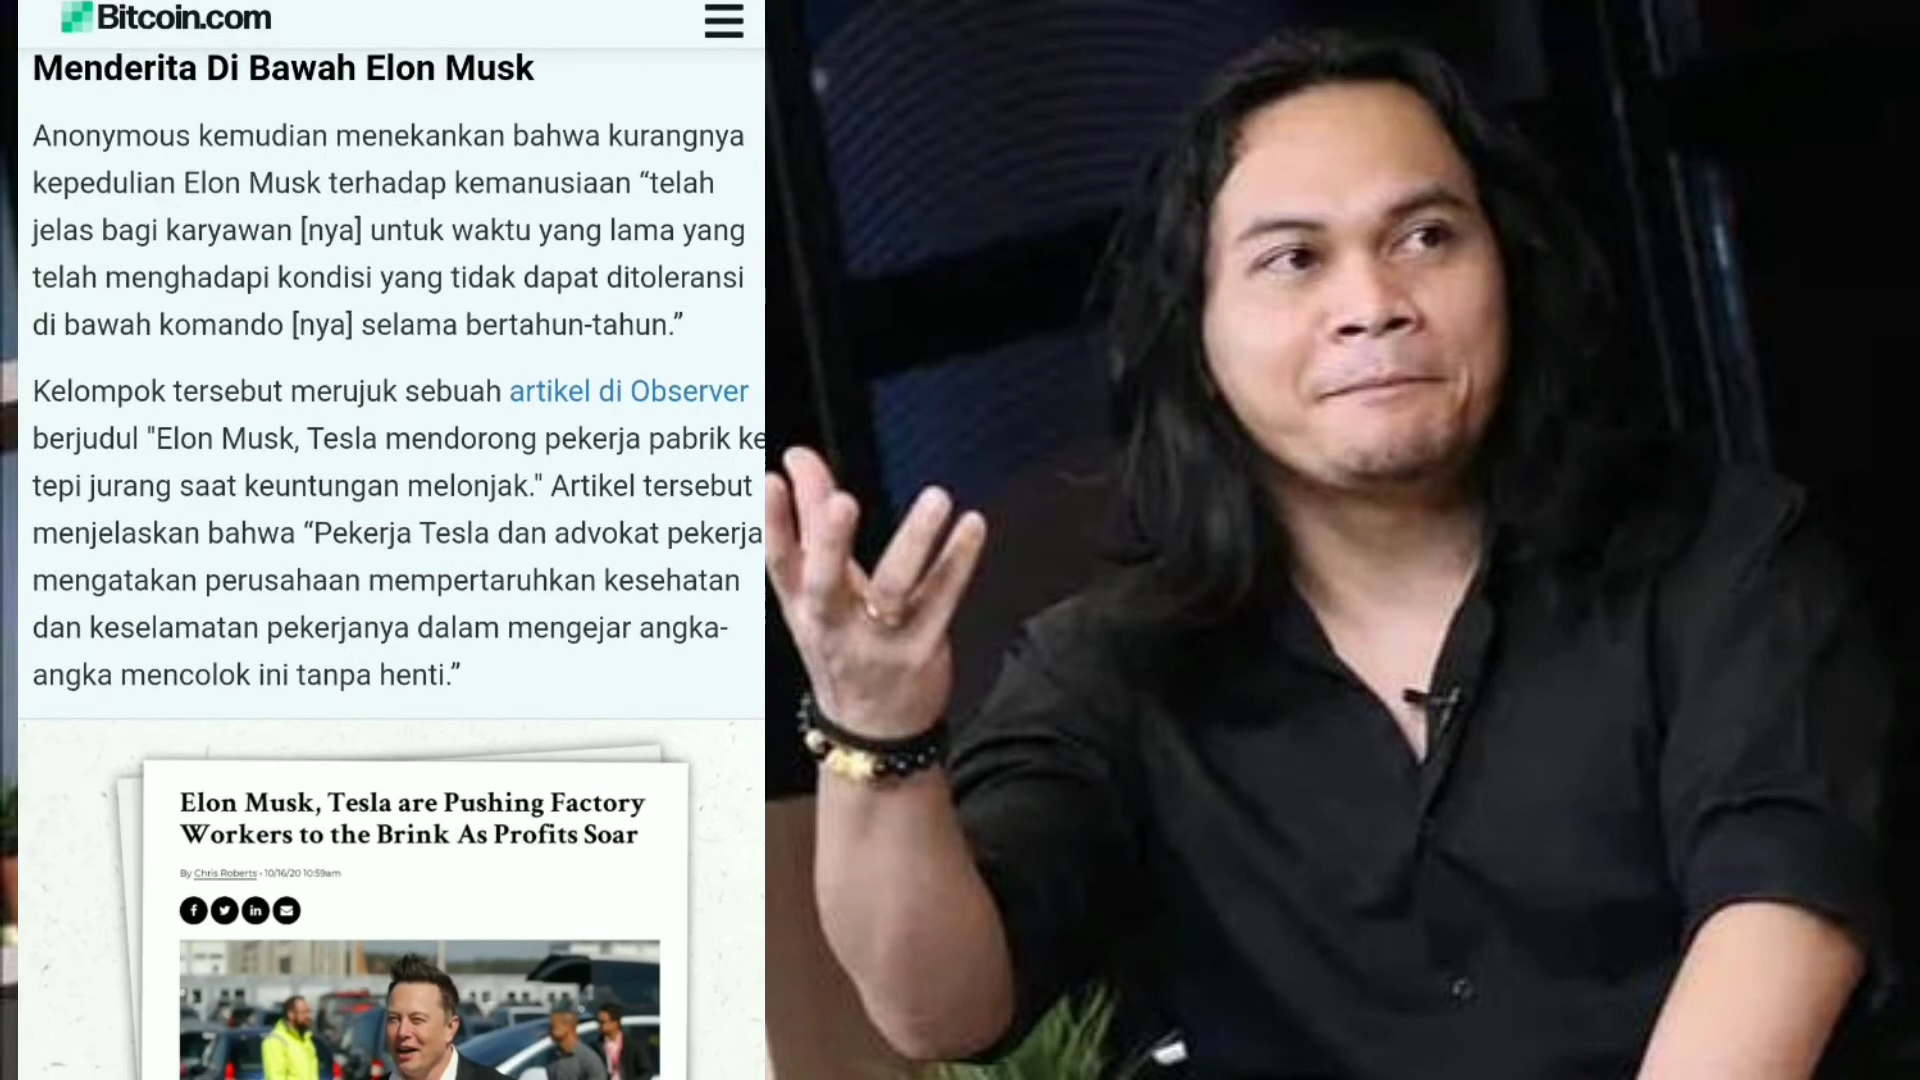 Bitcoin.com
Menderita Di Bawah Elon Musk
Anonymous kemudian menekankan bahwa kurangnya
kepedulian Elon Musk terhadap kemanusiaan “telah
jelas bagi karyawan [nya] untuk waktu yang lama yang
telah menghadapi kondisi yang tidak dapat ditoleransi
di bawah komando [nya] selama bertahun-tahun.”
Kelompok tersebut merujuk sebuah artikel di Observer
berjudul "Elon Musk, Tesla mendorong pekerja pabrik ke
tepi jurang saat keuntungan melonjak." Artikel tersebut
menjelaskan bahwa “Pekerja Tesla dan advokat pekerja
mengatakan perusahaan mempertaruhkan kesehatan
dan keselamatan pekerjanya dalam mengejar angka-
angka mencolok ini tanpa henti.”
Elon Musk, Tesla are Pushing Factory
Workers to the Brink As Profits Soar
By Chris Roberts • 10/16/20 10:59am